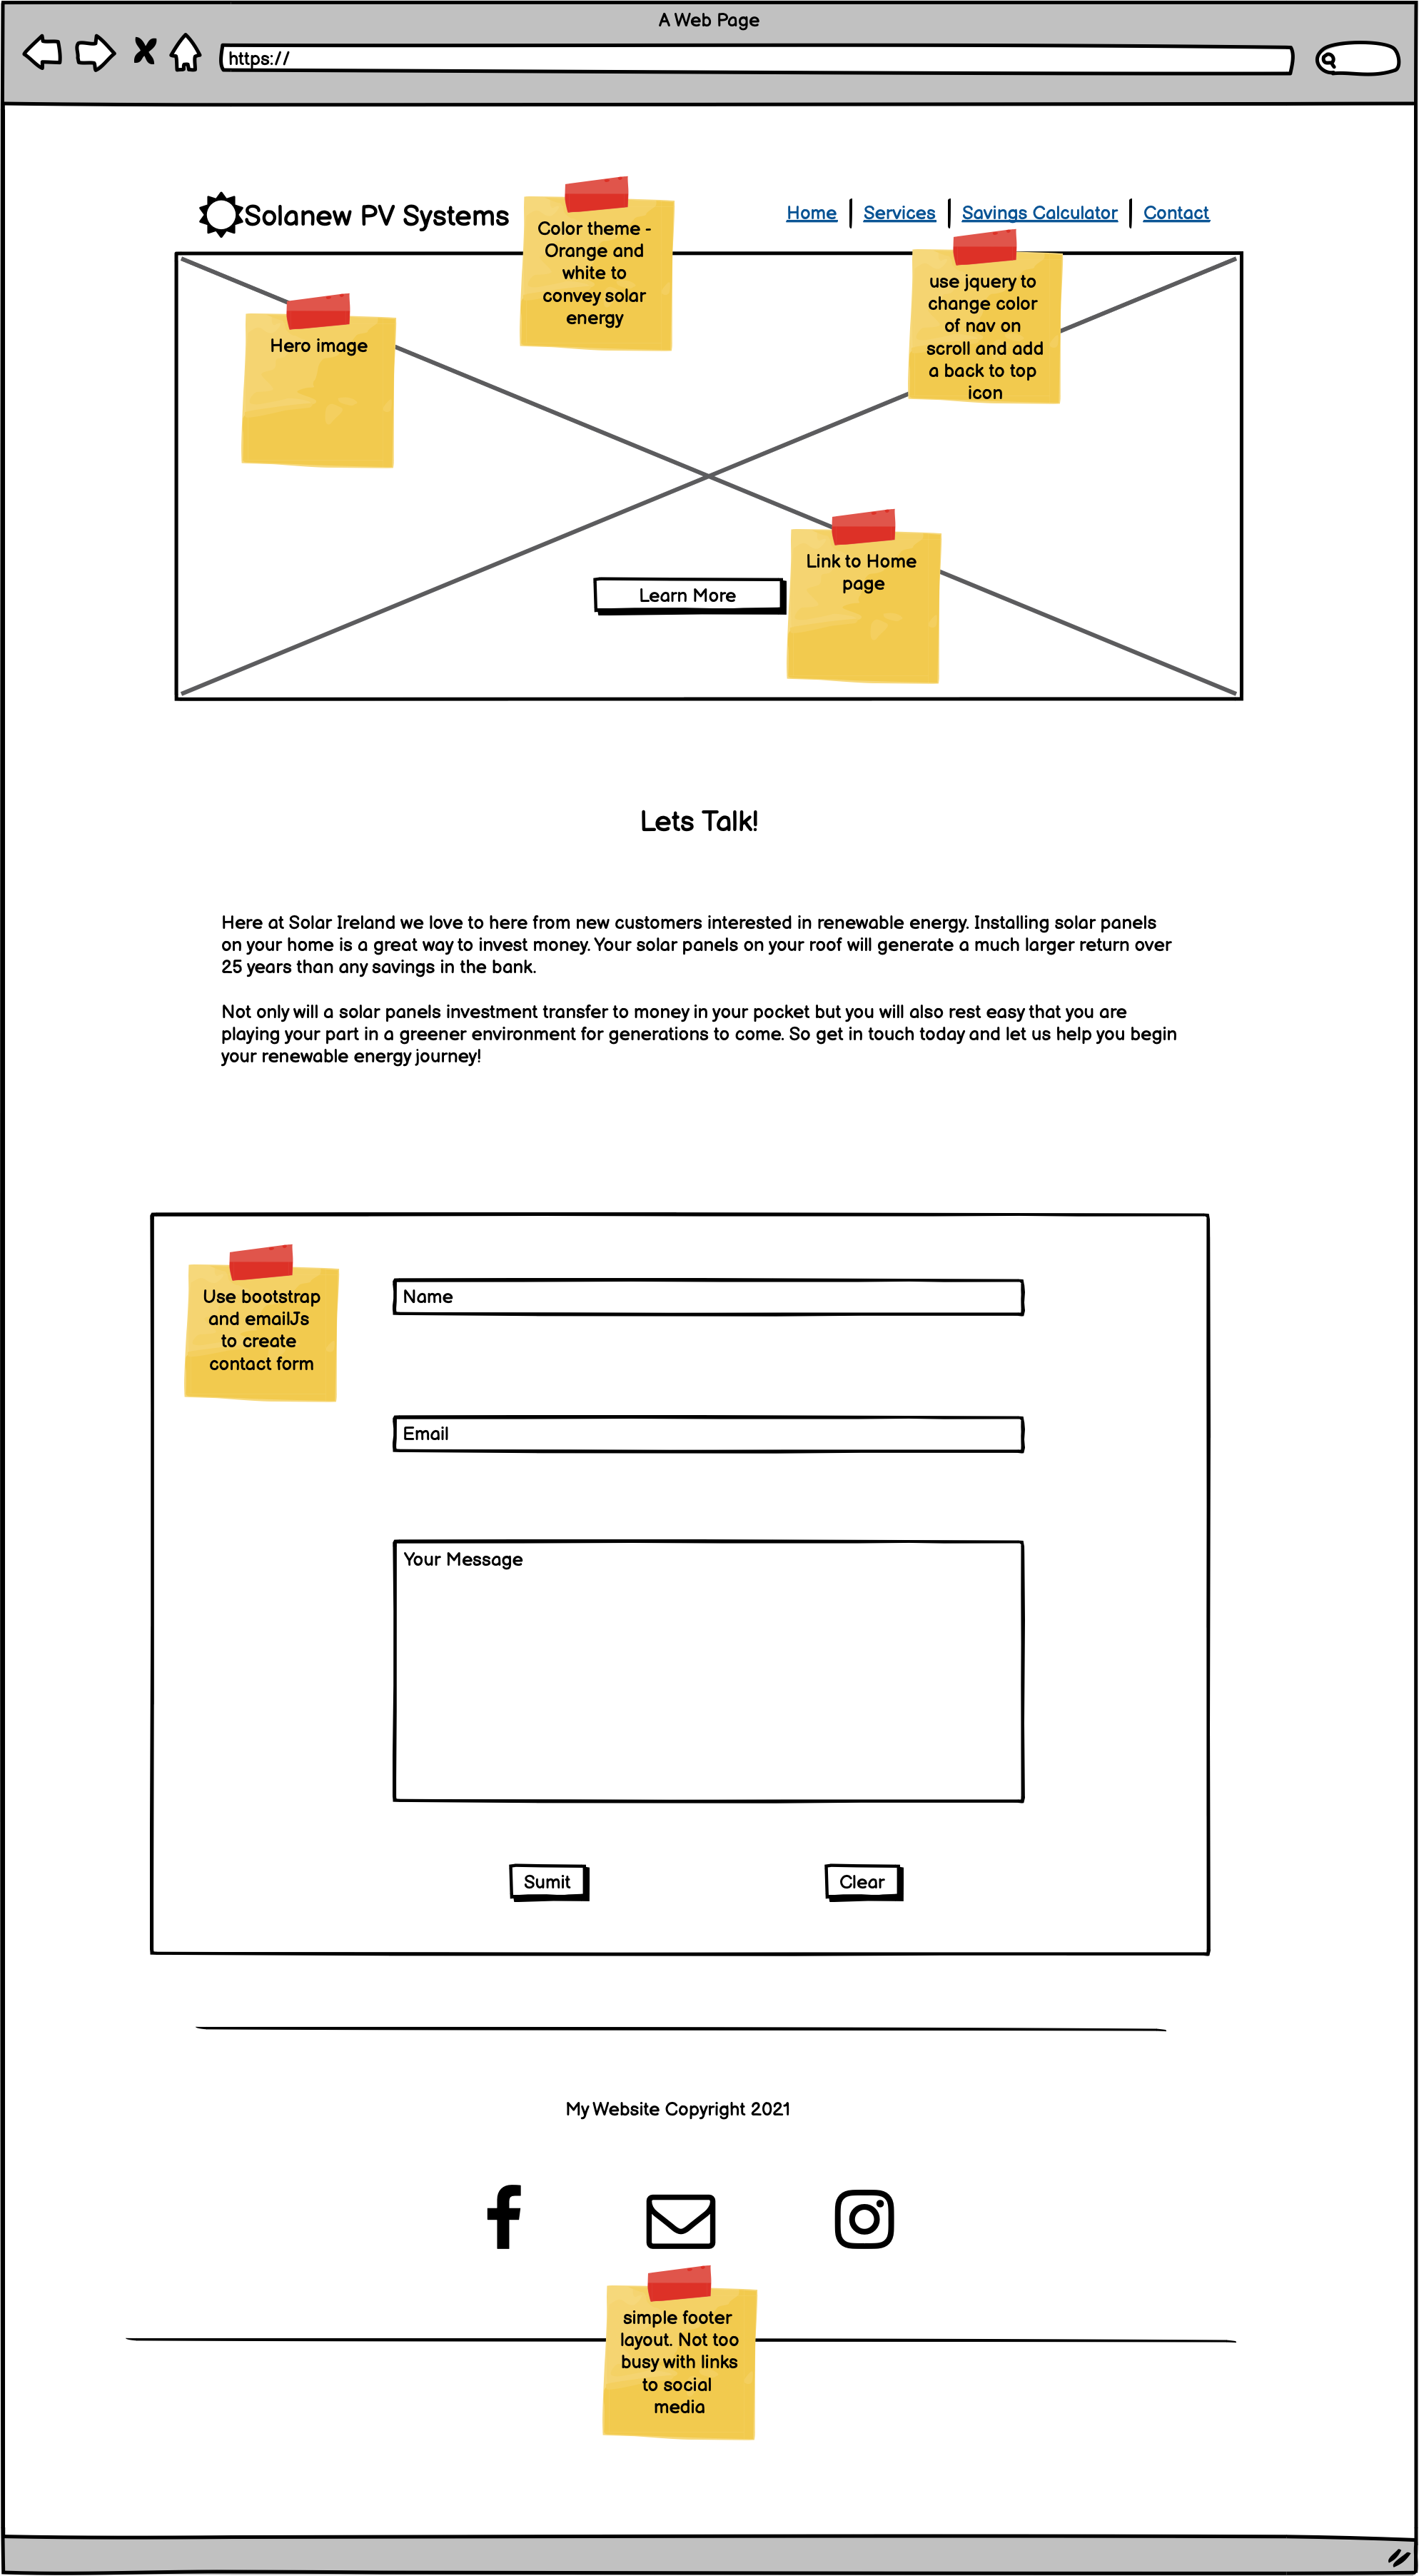 A Web Page
https://
Solanew PV Systems
Home
Services
Savings Calculator
Contact
Color theme -
Orange and
white to
convey solar
energy
use jquery to
change color
of nav on
scroll and add
a back to top
icon
Hero image
Link to Home
page
Learn More
Lets Talk!
Here at Solar Ireland we love to here from new customers interested in renewable energy. Installing solar panels
on your home is a great way to invest money. Your solar panels on your roof will generate a much larger return over
25 years than any savings in the bank.
Not only will a solar panels investment transfer to money in your pocket but you will also rest easy that you are
playing your part in a greener environment for generations to come. So get in touch today and let us help you begin
your renewable energy journey!
Use bootstrap
and emailJs
to create
contact form
Name
Email
Your Message
Sumit
Clear
My Website Copyright 2021
simple footer
layout. Not too
busy with links
to social
media